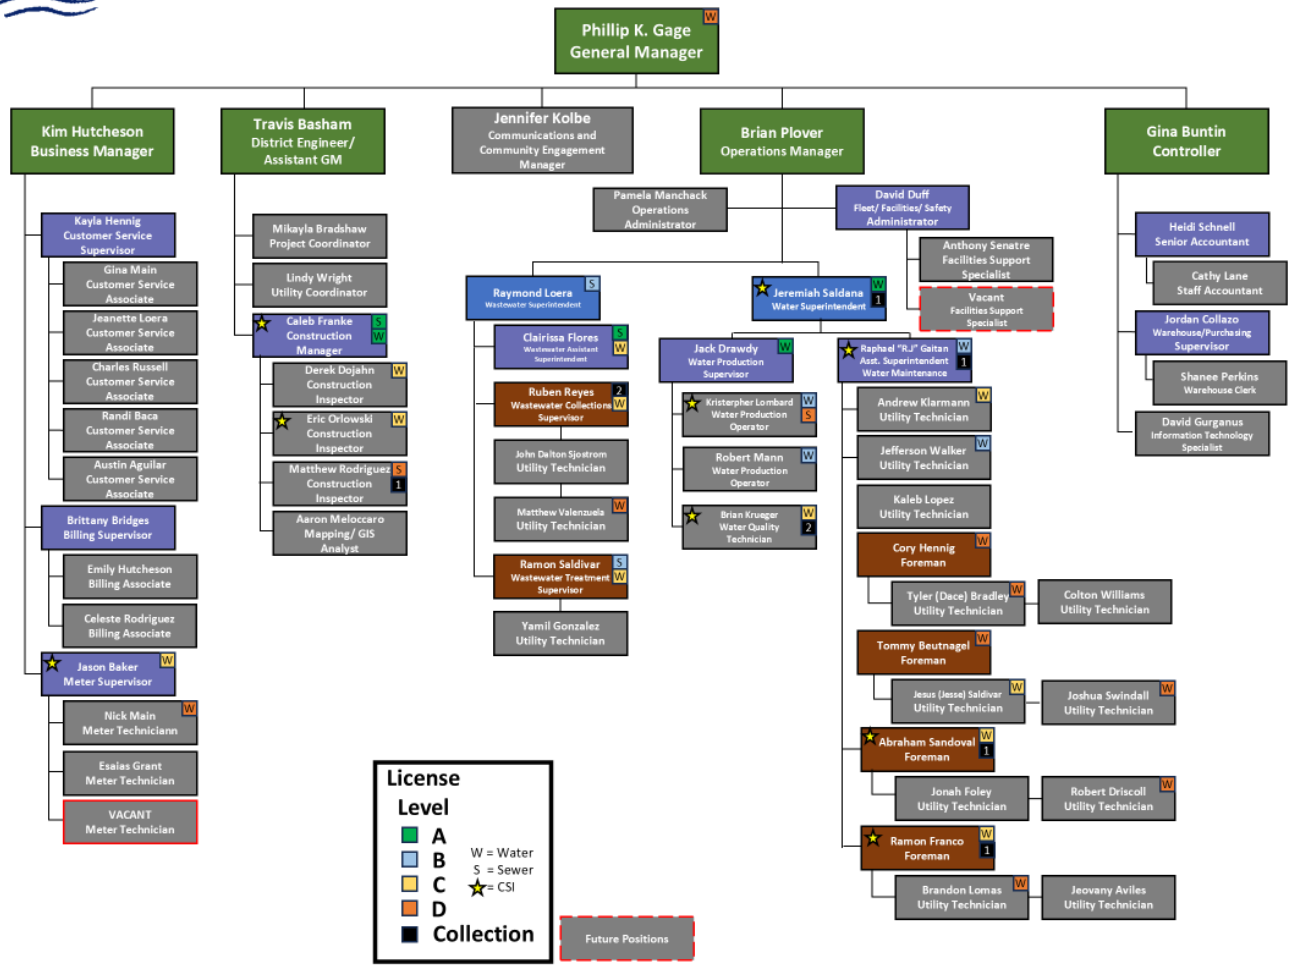 Phillip K. Gage
General Manager
W
Kim Hutcheson
Business Manager
Travis Basham
District Engineer/
Assistant GM
Jennifer Kolbe
Communications and
Community Engagement
Manager
Brian Plover
Operations Manager
Gina Buntin
Controller
Kayla Hennig
Customer Service
Supervisor
Gina Main
Customer Service
Associate
Jeanette Loera
Customer Service
Associate
Charles Russell
Customer Service
Associate
Randi Baca
Customer Service
Associate
Austin Aguilar
Customer Service
Associate
Brittany Bridges
Billing Supervisor
Emily Hutcheson
Billing Associate
Celeste Rodriguez
Billing Associate
Jason Baker
Meter Supervisor
W
Nick Main
Meter Techniciann
W
Esaias Grant
Meter Technician
VACANT
Meter Technician
Mikayla Bradshaw
Project Coordinator
Lindy Wright
Utility Coordinator
Caleb Franke
Construction
Manager
S
W
Derek Dojahn
Construction
Inspector
W
Eric Orlowski
Construction
Inspector
W
Matthew Rodriguez
Construction
Inspector
S
1
Aaron Meloccaro
Mapping/ GIS
Analyst
Pamela Manchack
Operations
Administrator
David Duff
Fleet/ Facilities/ Safety
Administrator
Anthony Senatre
Facilities Support
Specialist
Vacant
Facilities Support
Specialist
Raymond Loera
Wastewater Superintendent
S
Clairissa Flores
Wastewater Assistant
Superintendent
S
W
Ruben Reyes
Wastewater Collections
Supervisor
2
W
John Dalton Sjostrom
Utility Technician
Matthew Valenzuela
Utility Technician
W
Ramon Saldivar
Wastewater Treatment
Supervisor
S
W
Yamil Gonzalez
Utility Technician
Jeremiah Saldana
Water Superintendent
W
1
Jack Drawdy
Water Production
Supervisor
W
Kristerpher Lombard
Water Production
Operator
W
S
Robert Mann
Water Production
Operator
W
Brian Krueger
Water Quality
Technician
W
2
Raphael "RJ" Gaitan
Asst. Superintendent
Water Maintenance
W
1
Andrew Klarmann
Utility Technician
W
Jefferson Walker
Utility Technician
W
Kaleb Lopez
Utility Technician
Cory Hennig
Foreman
W
Tyler (Dace) Bradley
Utility Technician
W
Colton Williams
Utility Technician
Tommy Beutnagel
Foreman
W
Jesus (Jesse) Saldivar
Utility Technician
W
Joshua Swindall
Utility Technician
W
Abraham Sandoval
Foreman
W
1
Jonah Foley
Utility Technician
Robert Driscoll
Utility Technician
W
Ramon Franco
Foreman
W
1
Brandon Lomas
Utility Technician
W
Jeovany Aviles
Utility Technician
Heidi Schnell
Senior Accountant
Cathy Lane
Staff Accountant
Jordan Collazo
Warehouse/Purchasing
Supervisor
Shanee Perkins
Warehouse Clerk
David Gurganus
Information Technology
Specialist
License
Level
A
B
C
D
Collection
W = Water
S = Sewer
= CSI
Future Positions